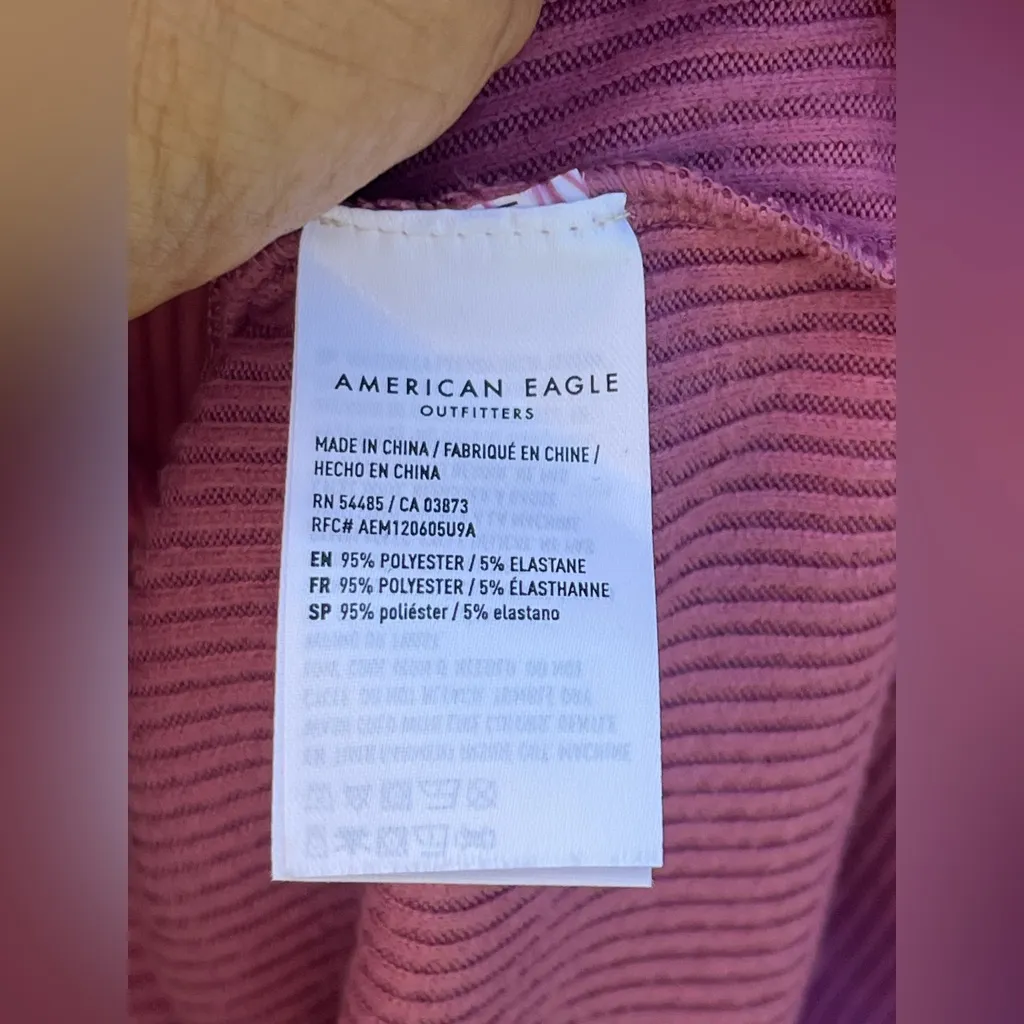 AMERICAN EAGLE
OUTFITTERS
MADE IN CHINA / FABRIQUÉ EN CHINE /
HECHO EN CHINA
RN 54485 / CA 03873
RFC# AEM120605U9A
EN 95% POLYESTER / 5% ELASTANE
FR 95% POLYESTER / 5% ÉLASTHANNE
SP 95% poliéster / 5% elastano